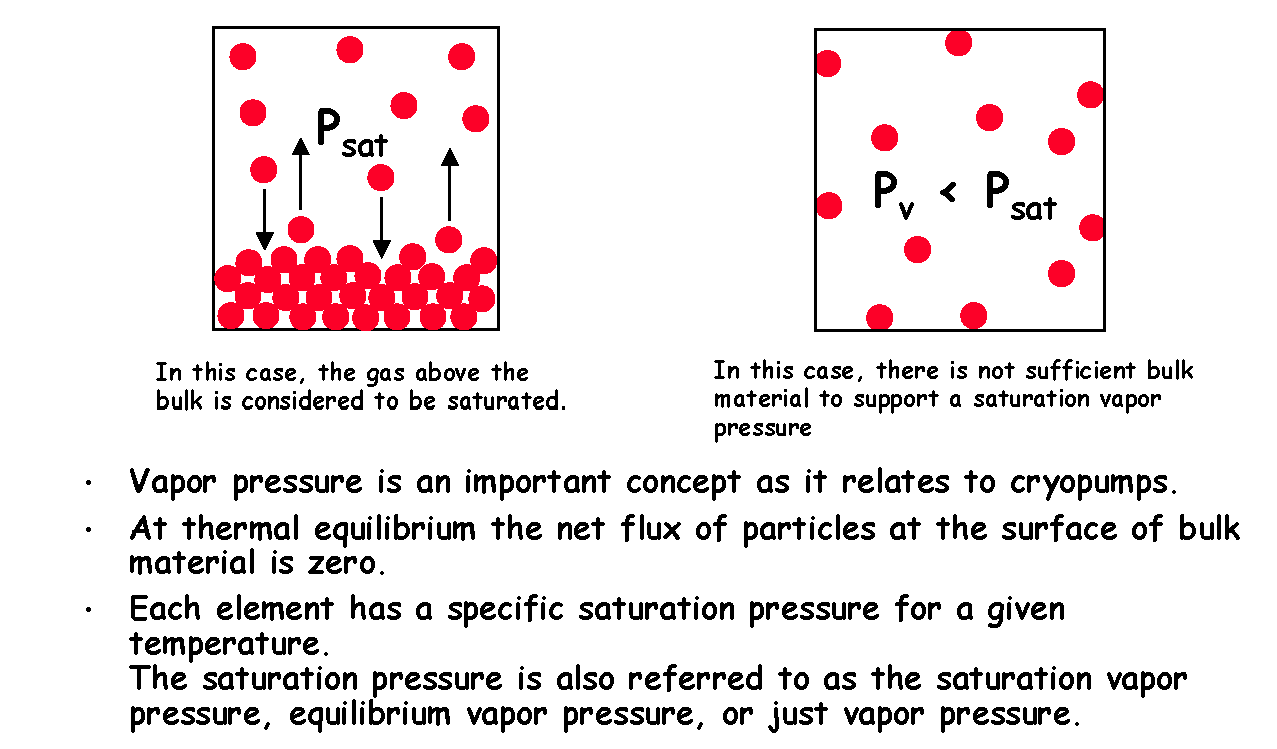 Psat
Pv < Psat
In this case, the gas above the
bulk is considered to be saturated.
In this case, there is not sufficient bulk
material to support a saturation vapor
pressure
· Vapor pressure is an important concept as it relates to cryopumps.
· At thermal equilibrium the net flux of particles at the surface of bulk
material is zero.
· Each element has a specific saturation pressure for a given
temperature.
The saturation pressure is also referred to as the saturation vapor
pressure, equilibrium vapor pressure, or just vapor pressure.